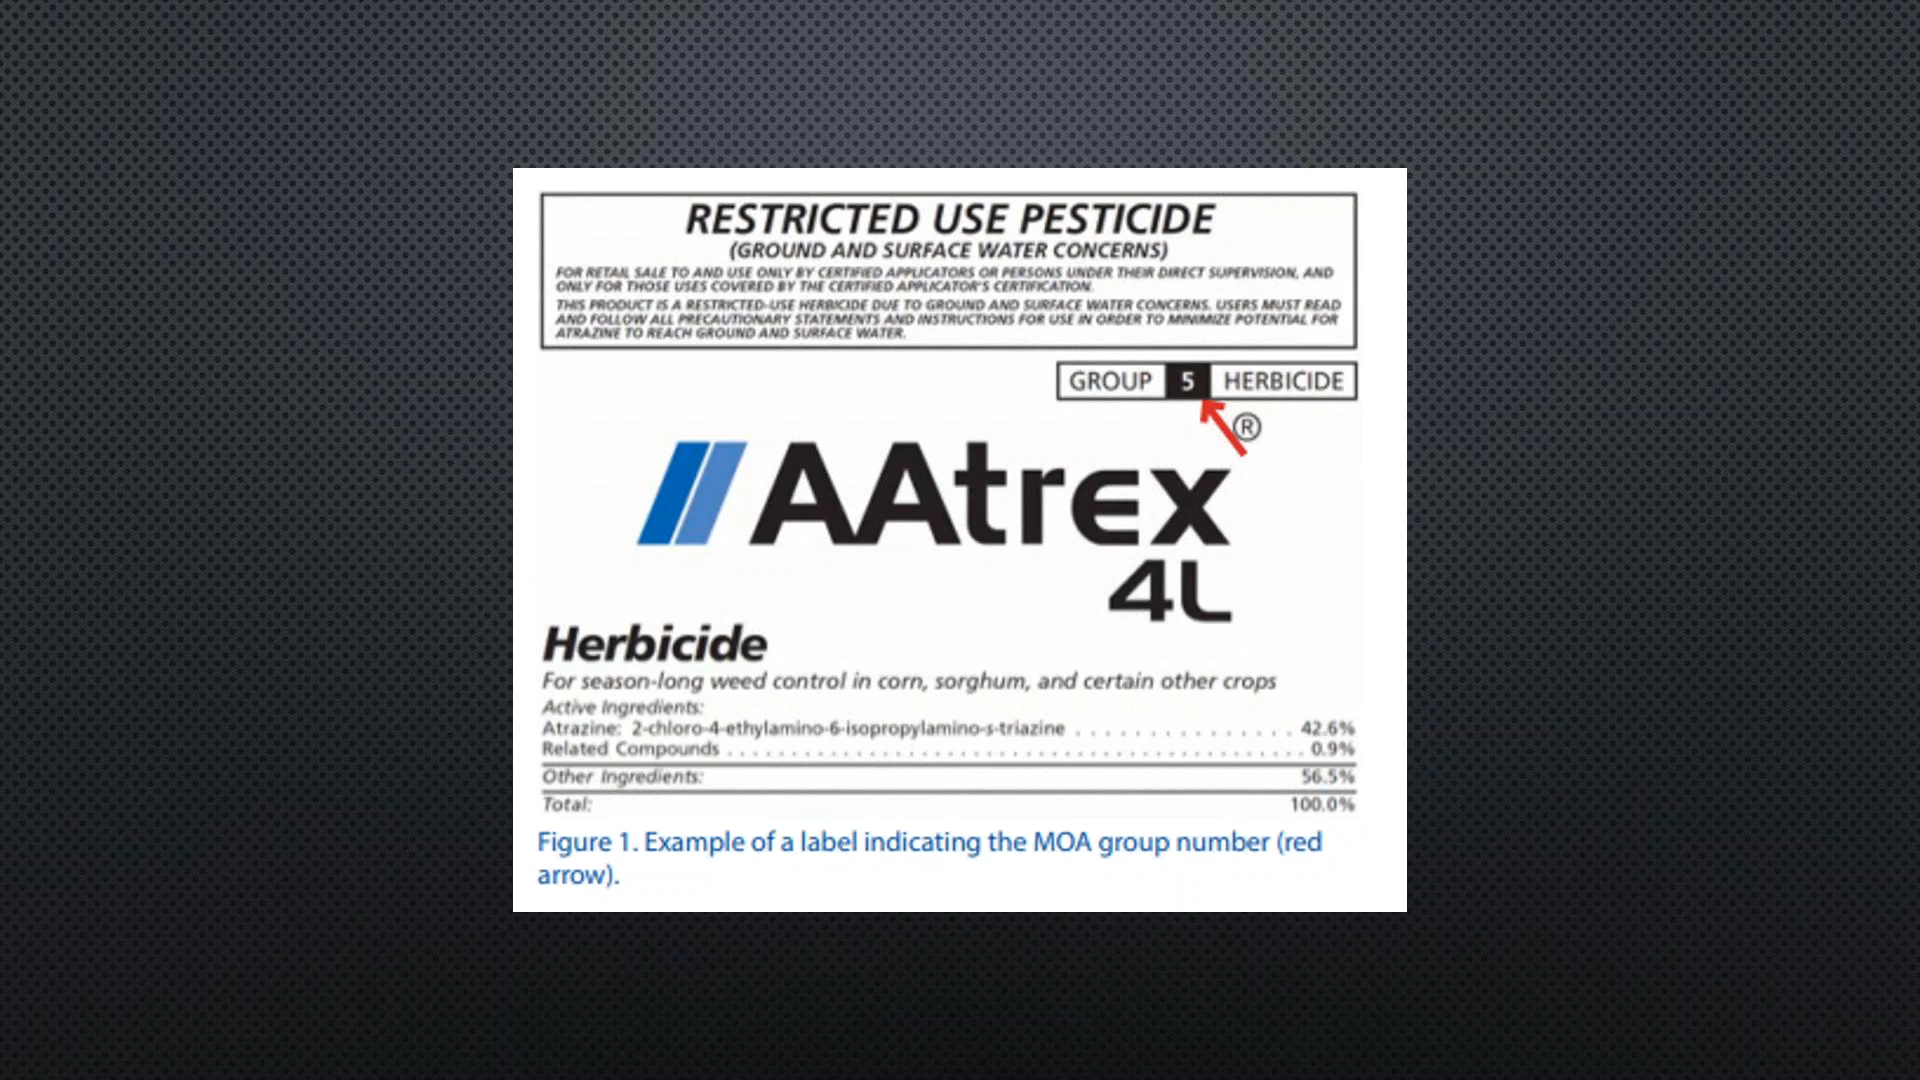 RESTRICTED USE PESTICIDE
(GROUND AND SURFACE WATER CONCERNS)
FOR RETAIL SALE TO AND USE ONLY BY CERTIFIED APPLICATORS OR PERSONS UNDER THEIR DIRECT SUPERVISION, AND
ONLY FOR THOSE USES COVERED BY THE CERTIFIED APPLICATOR'S CERTIFICATION.
THIS PRODUCT IS A RESTRICTED-USE HERBICIDE DUE TO GROUND AND SURFACE WATER CONCERNS. USERS MUST READ
AND FOLLOW ALL PRECAUTIONARY STATEMENTS AND INSTRUCTIONS FOR USE IN ORDER TO MINIMIZE POTENTIAL FOR
ATRAZINE TO REACH GROUND AND SURFACE WATER.
GROUP 5 HERBICIDE
AAtrex®
4L
Herbicide
For season-long weed control in corn, sorghum, and certain other crops
Active Ingredients:
Atrazine: 2-chloro-4-ethylamino-6-isopropylamino-s-triazine . . . . . . . . . . . . . . . 42.6%
Related Compounds . . . . . . . . . . . . . . . . . . . . . . . . . . . . . . . . . . . . . . . . 0.9%
Other Ingredients: 56.5%
Total: 100.0%
Figure 1. Example of a label indicating the MOA group number (red
arrow).